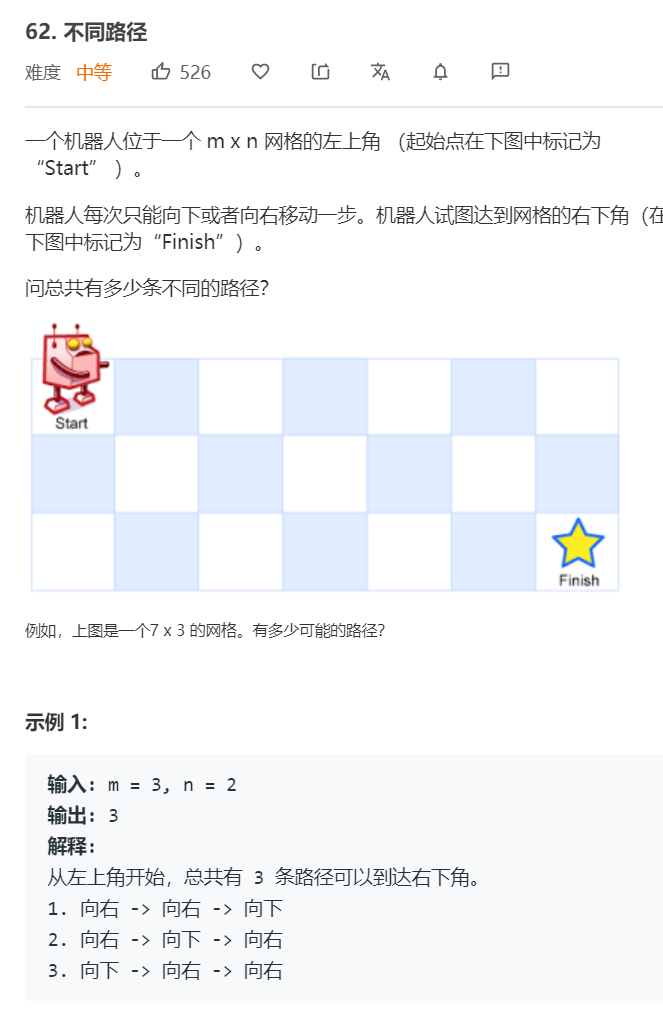 62. 不同路径
难度 中等 526
一个机器人位于一个 m x n 网格的左上角 （起始点在下图中标记为
“Start” ）。
机器人每次只能向下或者向右移动一步。机器人试图达到网格的右下角（在
下图中标记为“Finish”）。
问总共有多少条不同的路径？
Start
Finish
例如，上图是一个7 x 3 的网格。有多少可能的路径？
示例 1:
输入: m = 3, n = 2
输出: 3
解释:
从左上角开始，总共有 3 条路径可以到达右下角。
1. 向右 -> 向右 -> 向下
2. 向右 -> 向下 -> 向右
3. 向下 -> 向右 -> 向右